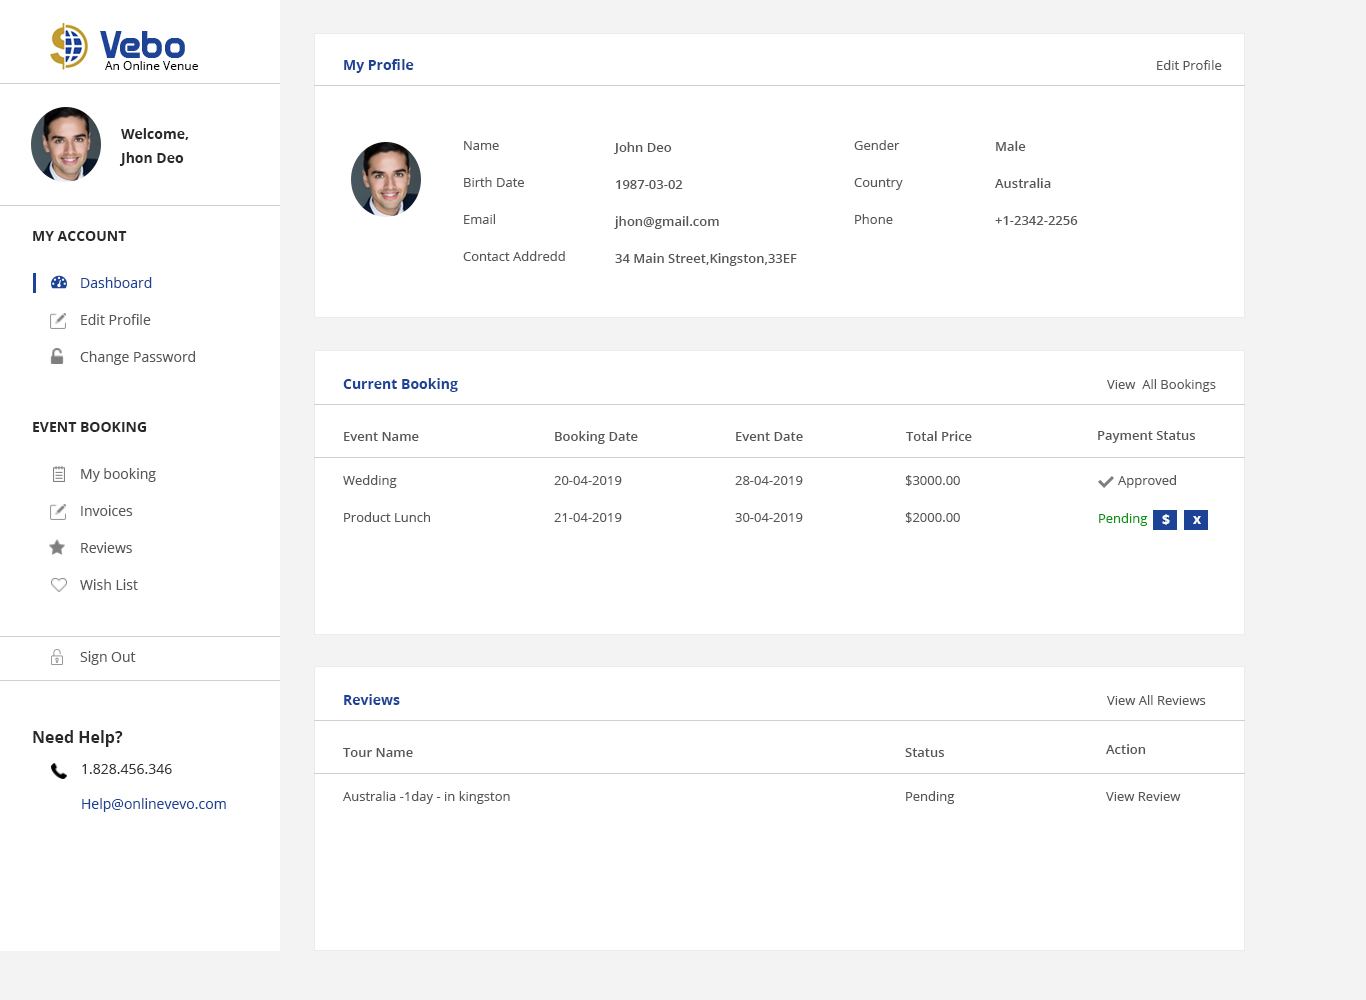 Vebo
An Online Venue
Welcome,
Jhon Deo
MY ACCOUNT
Dashboard
Edit Profile
Change Password
EVENT BOOKING
My booking
Invoices
Reviews
Wish List
Sign Out
Need Help?
1.828.456.346
Help@onlinevevo.com
My Profile Edit Profile
Name John Deo Gender Male
Birth Date 1987-03-02 Country Australia
Email jhon@gmail.com Phone +1-2342-2256
Contact Addredd 34 Main Street,Kingston,33EF
Current Booking View All Bookings
Event Name Booking Date Event Date Total Price Payment Status
Wedding 20-04-2019 28-04-2019 $3000.00 Approved
Product Lunch 21-04-2019 30-04-2019 $2000.00 Pending $ x
Reviews View All Reviews
Tour Name Status Action
Australia -1day - in kingston Pending View Review